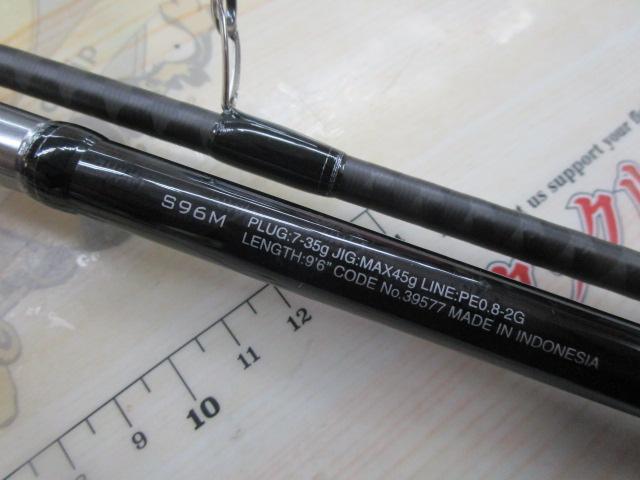 S96M
PLUG:7-35g JIG:MAX45g LINE:PE0.8-2G
LENGTH:9'6" CODE No.39577 MADE IN INDONESIA
us support your
9
10
11
12